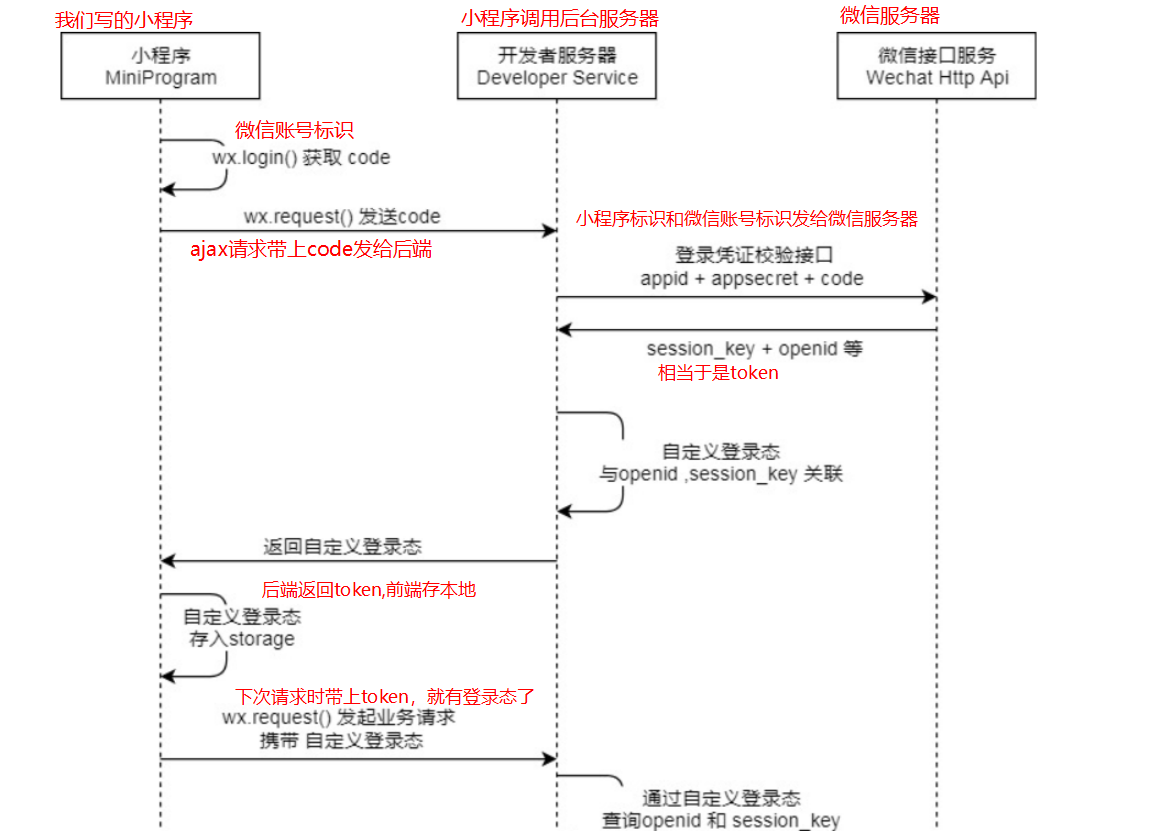 我们写的小程序
小程序调用后台服务器
微信服务器
小程序
MiniProgram
开发者服务器
Developer Service
微信接口服务
Wechat Http Api
微信账号标识
wx.login() 获取 code
wx.request() 发送code
小程序标识和微信账号标识发给微信服务器
ajax请求带上code发给后端
登录凭证校验接口
appid + appsecret + code
session_key + openid 等
相当于是token
自定义登录态
与openid ,session_key 关联
返回自定义登录态
后端返回token,前端存本地
自定义登录态
存入storage
下次请求时带上token，就有登录态了
wx.request() 发起业务请求
携带 自定义登录态
通过自定义登录态
查询openid 和 session_key